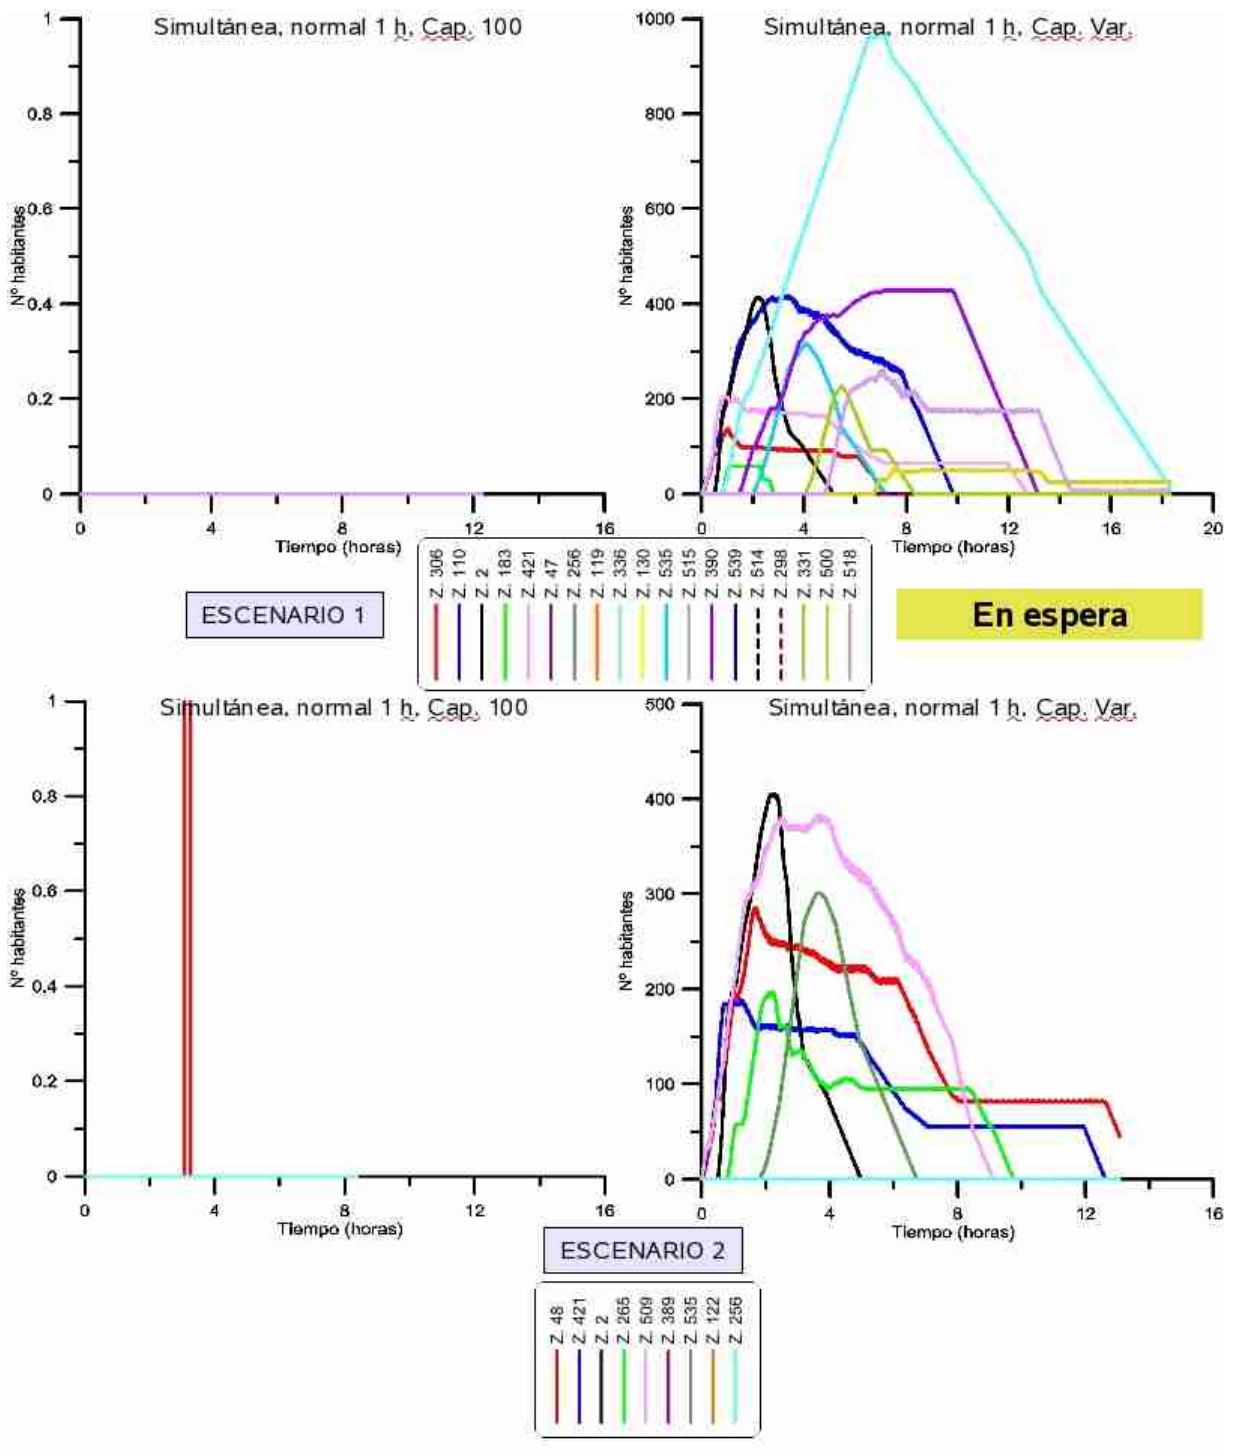 Simultánea, normal 1 h, Cap. 100
1
0.8
0.6
0.4
0.2
0
Nº habitantes
0 4 8 12 16
Tiempo (horas)
Simultánea, normal 1 h, Cap. Var.
1000
800
600
400
200
0
Nº habitantes
0 4 8 12 16 20
Tiempo (horas)
Z. 306
Z. 110
Z. 2
Z. 183
Z. 421
Z. 47
Z. 256
Z. 119
Z. 336
Z. 130
Z. 535
Z. 515
Z. 390
Z. 539
Z. 514
Z. 298
Z. 331
Z. 500
Z. 518
ESCENARIO 1
En espera
Simultánea, normal 1 h, Cap. 100
1
0.8
0.6
0.4
0.2
0
Nº habitantes
0 4 8 12 16
Tiempo (horas)
Simultánea, normal 1 h, Cap. Var.
500
400
300
200
100
0
Nº habitantes
0 4 8 12 16
Tiempo (horas)
ESCENARIO 2
Z. 48
Z. 421
Z. 2
Z. 265
Z. 509
Z. 389
Z. 535
Z. 122
Z. 256